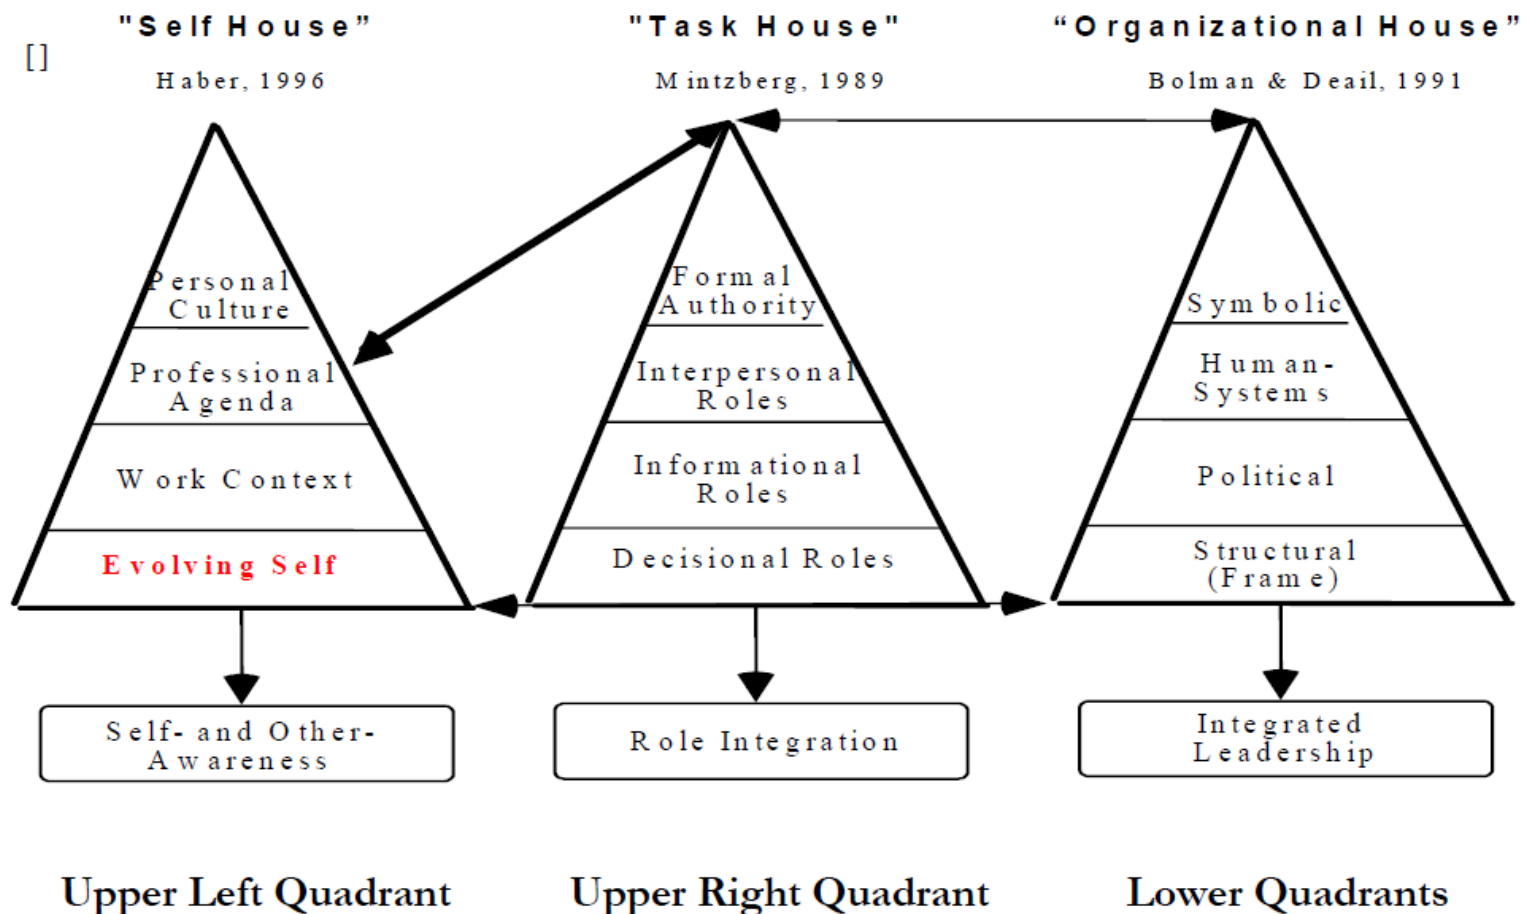 "Self House”
"Task House"
“Organizational House”
[]
Haber, 1996
Mintzberg, 1989
Bolman & Deail, 1991
Personal
Culture
Professional
Agenda
Work Context
Evolving Self
Formal
Authority
Interpersonal
Roles
Informational
Roles
Decisional Roles
Symbolic
Human-
Systems
Political
Structural
(Frame)
Self- and Other-
Awareness
Role Integration
Integrated
Leadership
Upper Left Quadrant
Upper Right Quadrant
Lower Quadrants